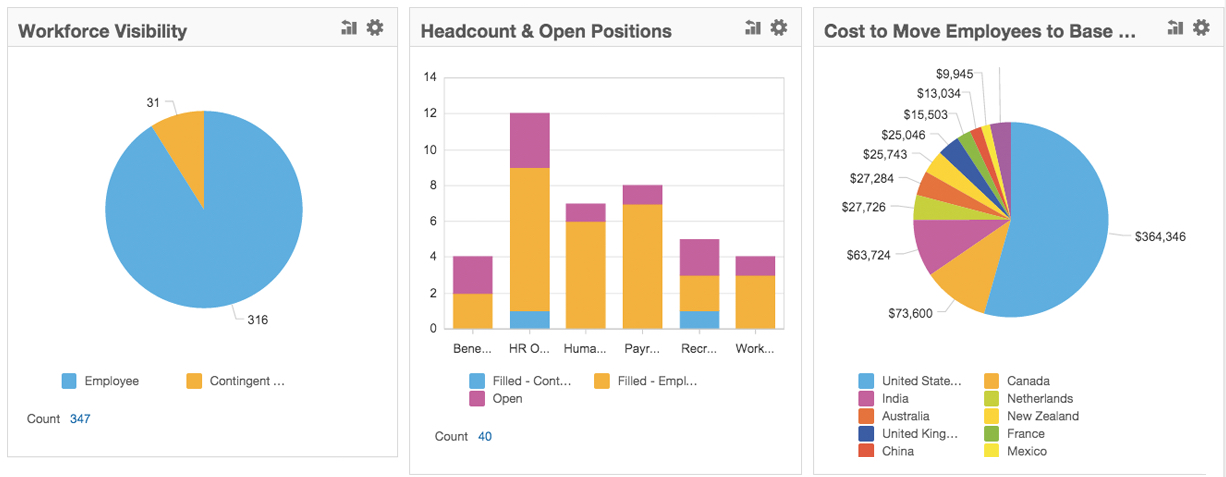 Workforce Visibility
31
316
Employee
Contingent ...
Count 347
Headcount & Open Positions
14
12
10
8
6
4
2
0
Bene...
HR O...
Huma...
Payr...
Recr...
Work...
Filled - Cont...
Filled - Empl...
Open
Count 40
Cost to Move Employees to Base ...
$9,945
$13,034
$15,503
$25,046
$25,743
$27,284
$27,726
$63,724
$73,600
$364,346
United State...
Canada
India
Netherlands
Australia
New Zealand
United King...
France
China
Mexico